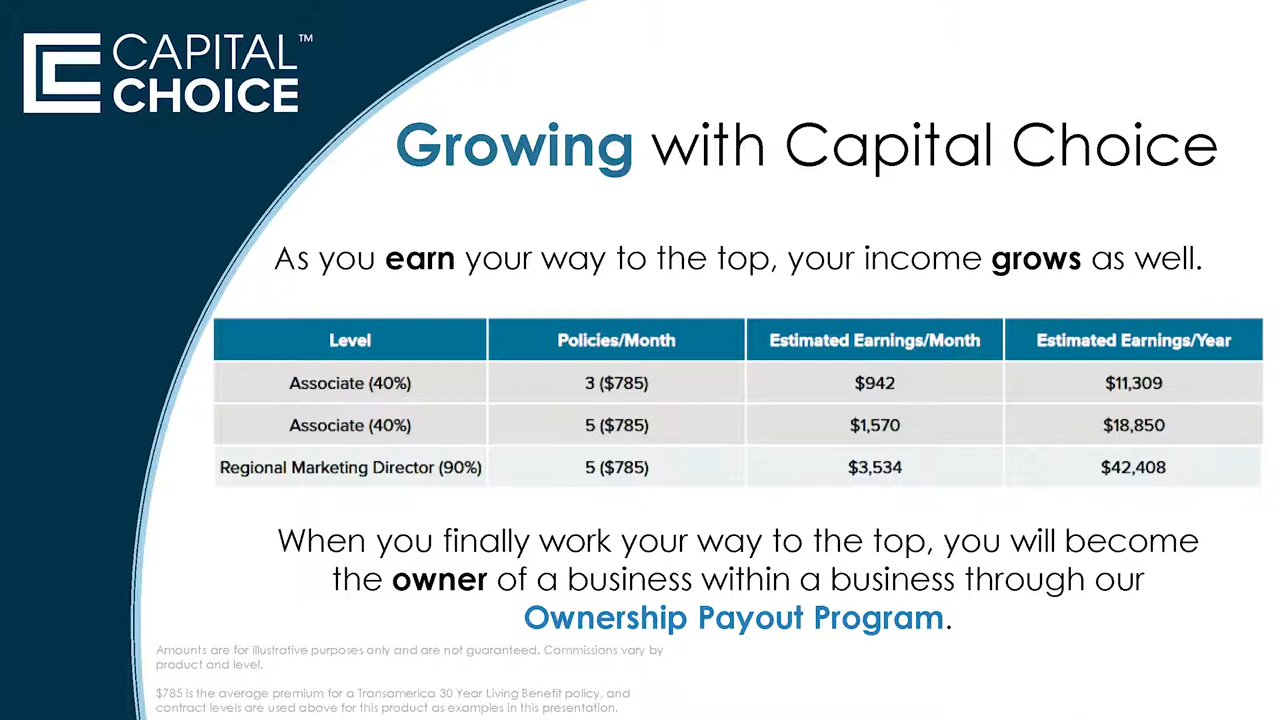 CAPITAL™
CHOICE
Growing with Capital Choice
As you earn your way to the top, your income grows as well.
Level Policies/Month Estimated Earnings/Month Estimated Earnings/Year
Associate (40%) 3 ($785) $942 $11,309
Associate (40%) 5 ($785) $1,570 $18,850
Regional Marketing Director (90%) 5 ($785) $3,534 $42,408
When you finally work your way to the top, you will become
the owner of a business within a business through our
Ownership Payout Program.
Amounts are for illustrative purposes only and are not guaranteed. Commissions vary by
product and level.
$785 is the average premium for a Transamerica 30 Year Living Benefit policy, and
contract levels are used above for this product as examples in this presentation.